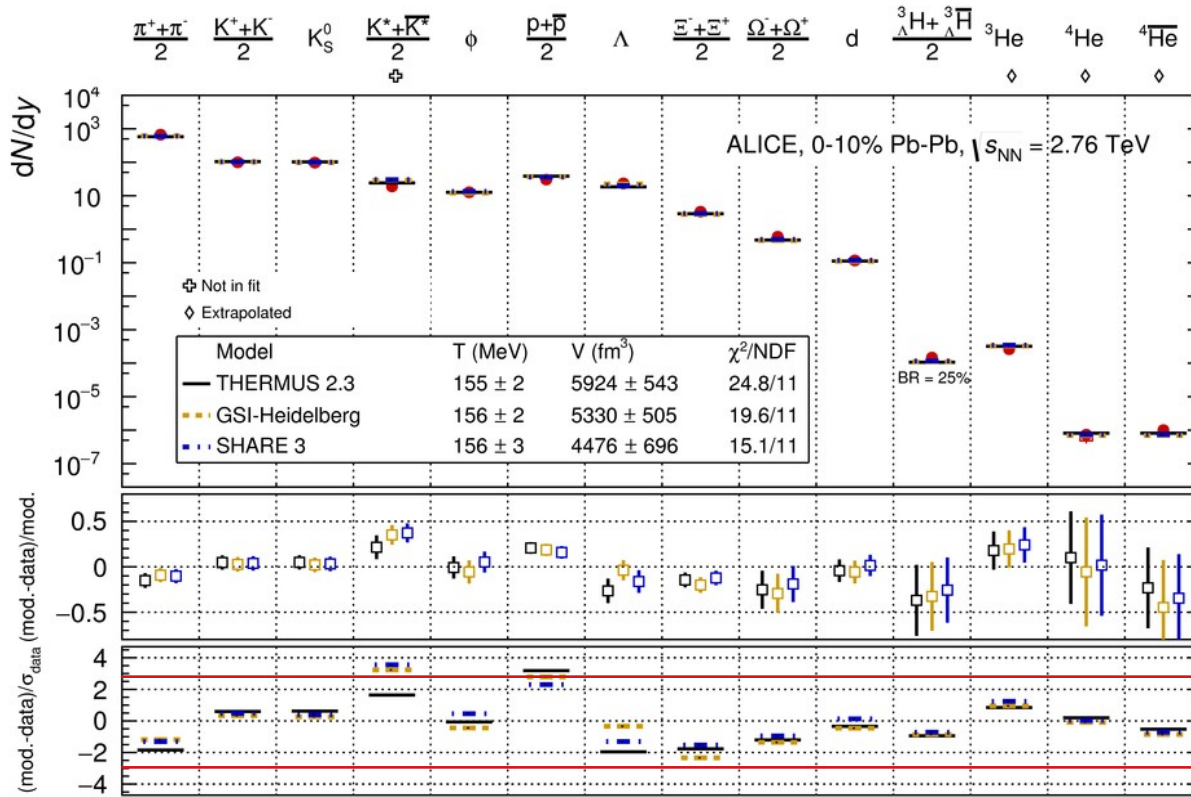 π⁺+π⁻ K⁺+K⁻ K*+K̅* p+p̅ Ξ⁻+Ξ⁺ Ω⁻+Ω⁺ ³ΛH+³ΛH̅
2 2 K⁰S 2 φ 2 Λ 2 2 d 2 ³He ⁴He ⁴H̅e̅
dN/dy
10⁴
10³
10
10⁻¹
10⁻³
10⁻⁵
10⁻⁷
ALICE, 0-10% Pb-Pb, √sNN = 2.76 TeV
Not in fit
Extrapolated
Model T (MeV) V (fm³) χ²/NDF
THERMUS 2.3 155 ± 2 5924 ± 543 24.8/11
GSI-Heidelberg 156 ± 2 5330 ± 505 19.6/11
SHARE 3 156 ± 3 4476 ± 696 15.1/11
BR = 25%
(mod.-data)/mod.
0.5
0
−0.5
(mod.-data)/σdata
4
2
0
−2
−4